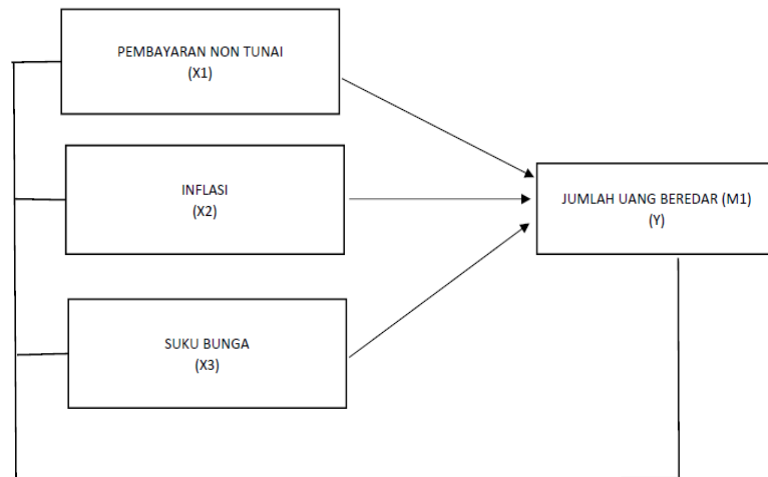 PEMBAYARAN NON TUNAI
(X1)
INFLASI
(X2)
JUMLAH UANG BEREDAR (M1)
(Y)
SUKU BUNGA
(X3)